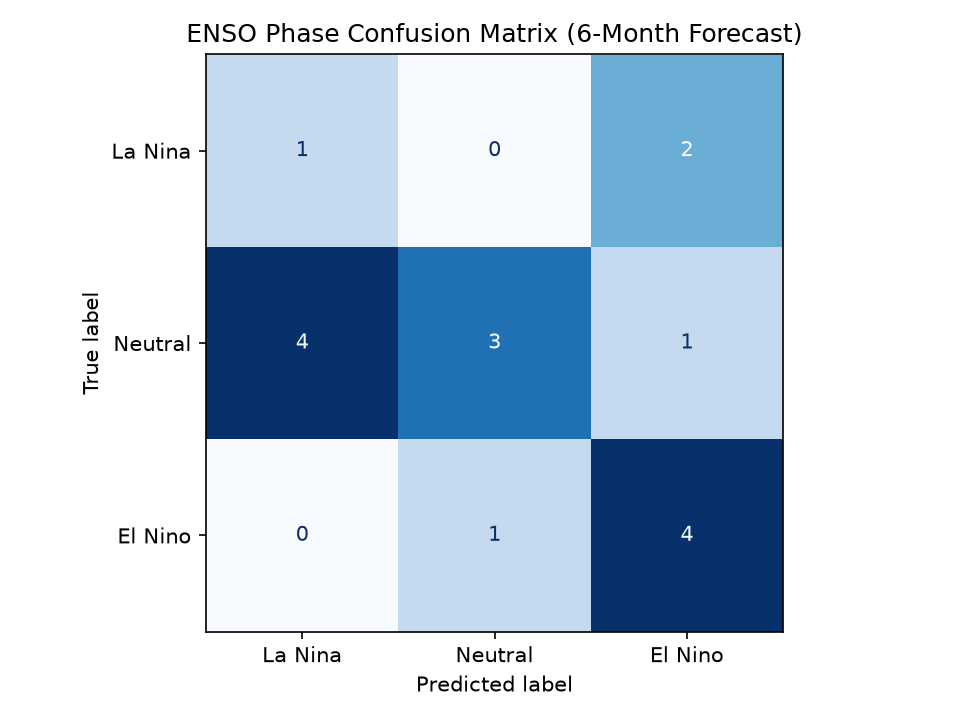 ENSO Phase Confusion Matrix (6-Month Forecast)
True label
La Nina
1
0
2
Neutral
4
3
1
El Nino
0
1
4
La Nina
Neutral
El Nino
Predicted label